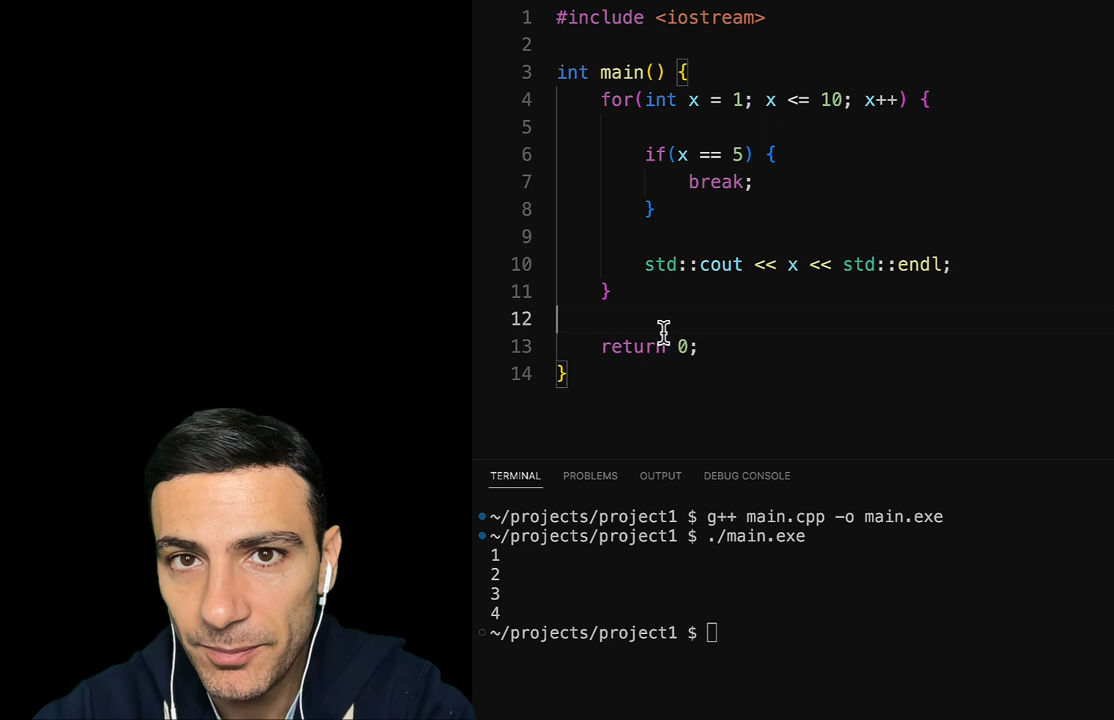 1 #include <iostream>
2
3 int main() {
4 for(int x = 1; x <= 10; x++) {
5
6 if(x == 5) {
7 break;
8 }
9
10 std::cout << x << std::endl;
11 }
12
13 return 0;
14 }
TERMINAL PROBLEMS OUTPUT DEBUG CONSOLE
~/projects/project1 $ g++ main.cpp -o main.exe
~/projects/project1 $ ./main.exe
1
2
3
4
~/projects/project1 $